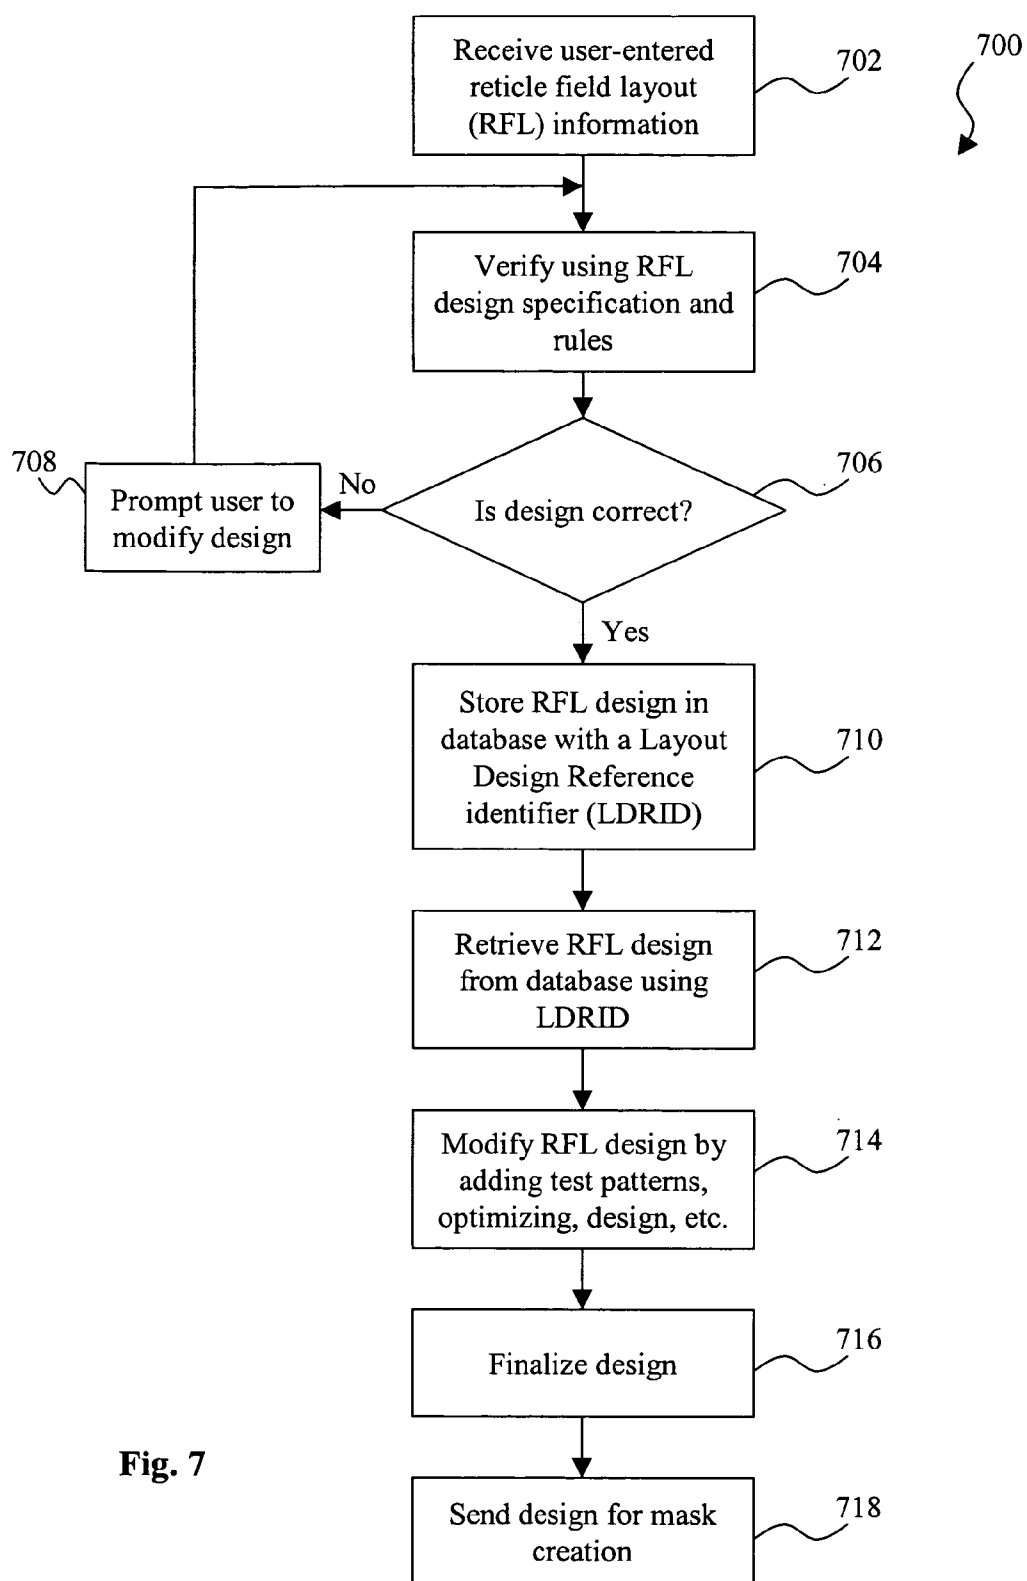 Receive user-entered
reticle field layout
(RFL) information
702
700
Verify using RFL
design specification and
rules
704
708
Prompt user to
modify design
No
Is design correct?
706
Yes
Store RFL design in
database with a Layout
Design Reference
identifier (LDRID)
710
Retrieve RFL design
from database using
LDRID
712
Modify RFL design by
adding test patterns,
optimizing, design, etc.
714
Finalize design
716
Fig. 7
Send design for mask
creation
718